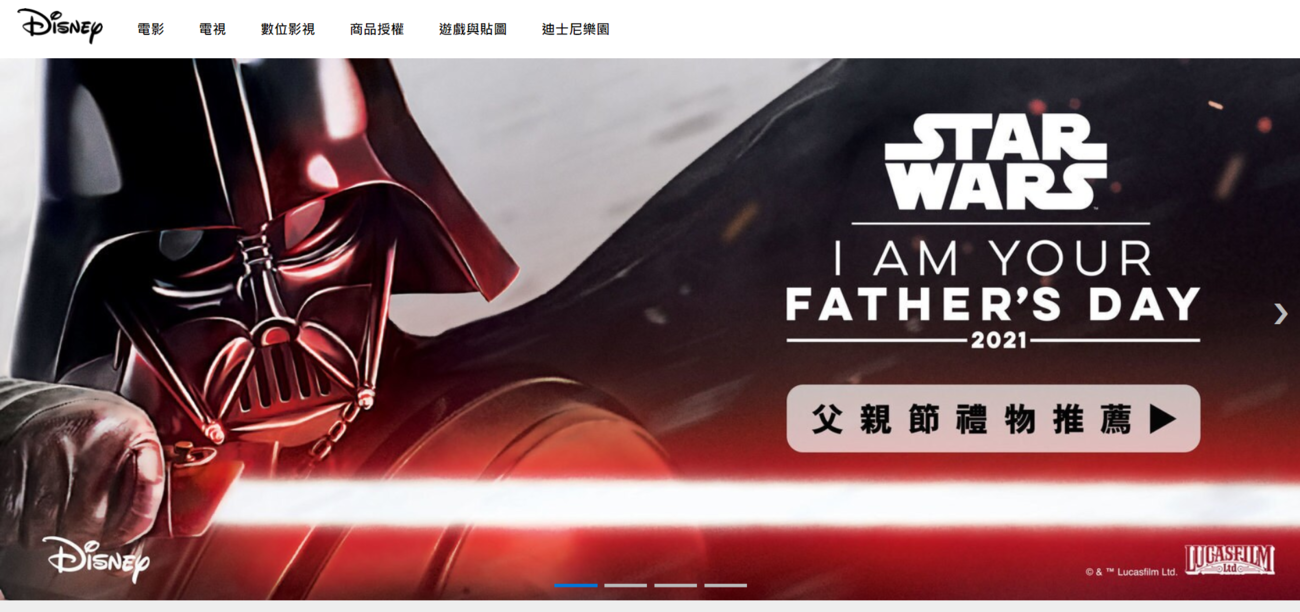 Disney 電影 電視 數位影視 商品授權 遊戲與貼圖 迪士尼樂園
STAR
WARS™
I AM YOUR
FATHER'S DAY
2021
父親節禮物推薦▶
Disney
© & ™ Lucasfilm Ltd. LUCASFILM
Ltd